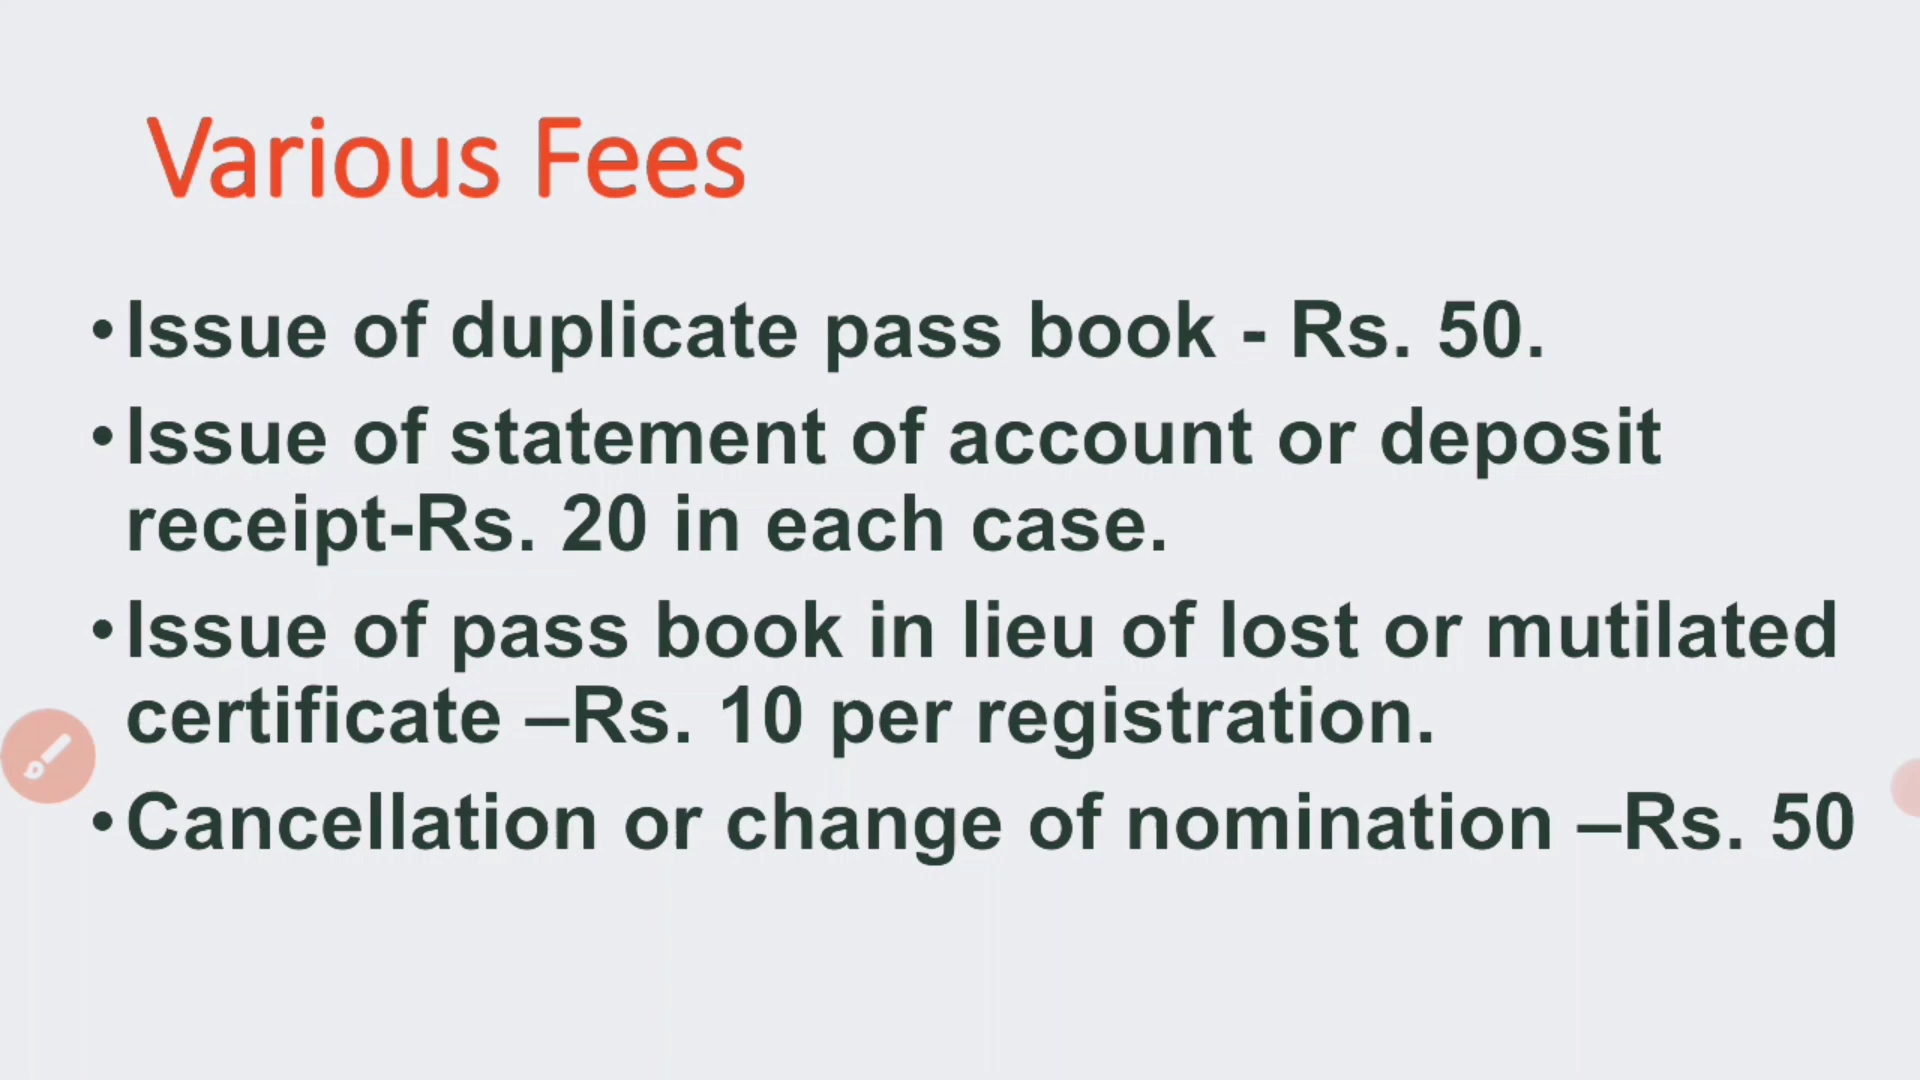 Various Fees
•Issue of duplicate pass book - Rs. 50.
•Issue of statement of account or deposit
receipt-Rs. 20 in each case.
•Issue of pass book in lieu of lost or mutilated
certificate –Rs. 10 per registration.
•Cancellation or change of nomination –Rs. 50